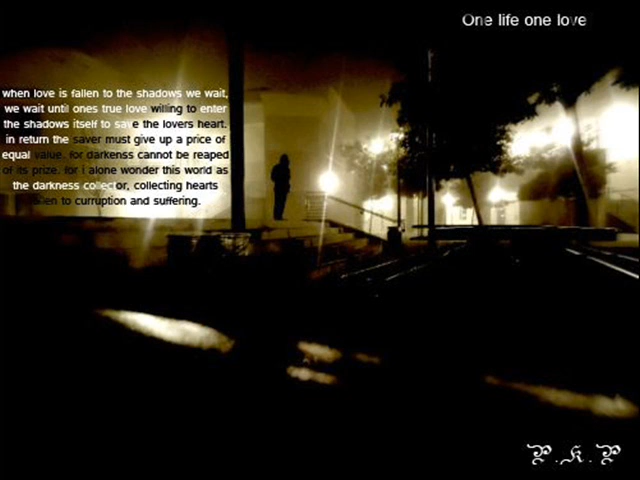 One life one love
when love is fallen to the shadows we wait,
we wait until ones true love willing to enter
the shadows itself to save the lovers heart.
in return the saver must give up a price of
equal value. for darkenss cannot be reaped
of its prize. for i alone wonder this world as
the darkness collector, collecting hearts
fallen to curruption and suffering.
P.K.P